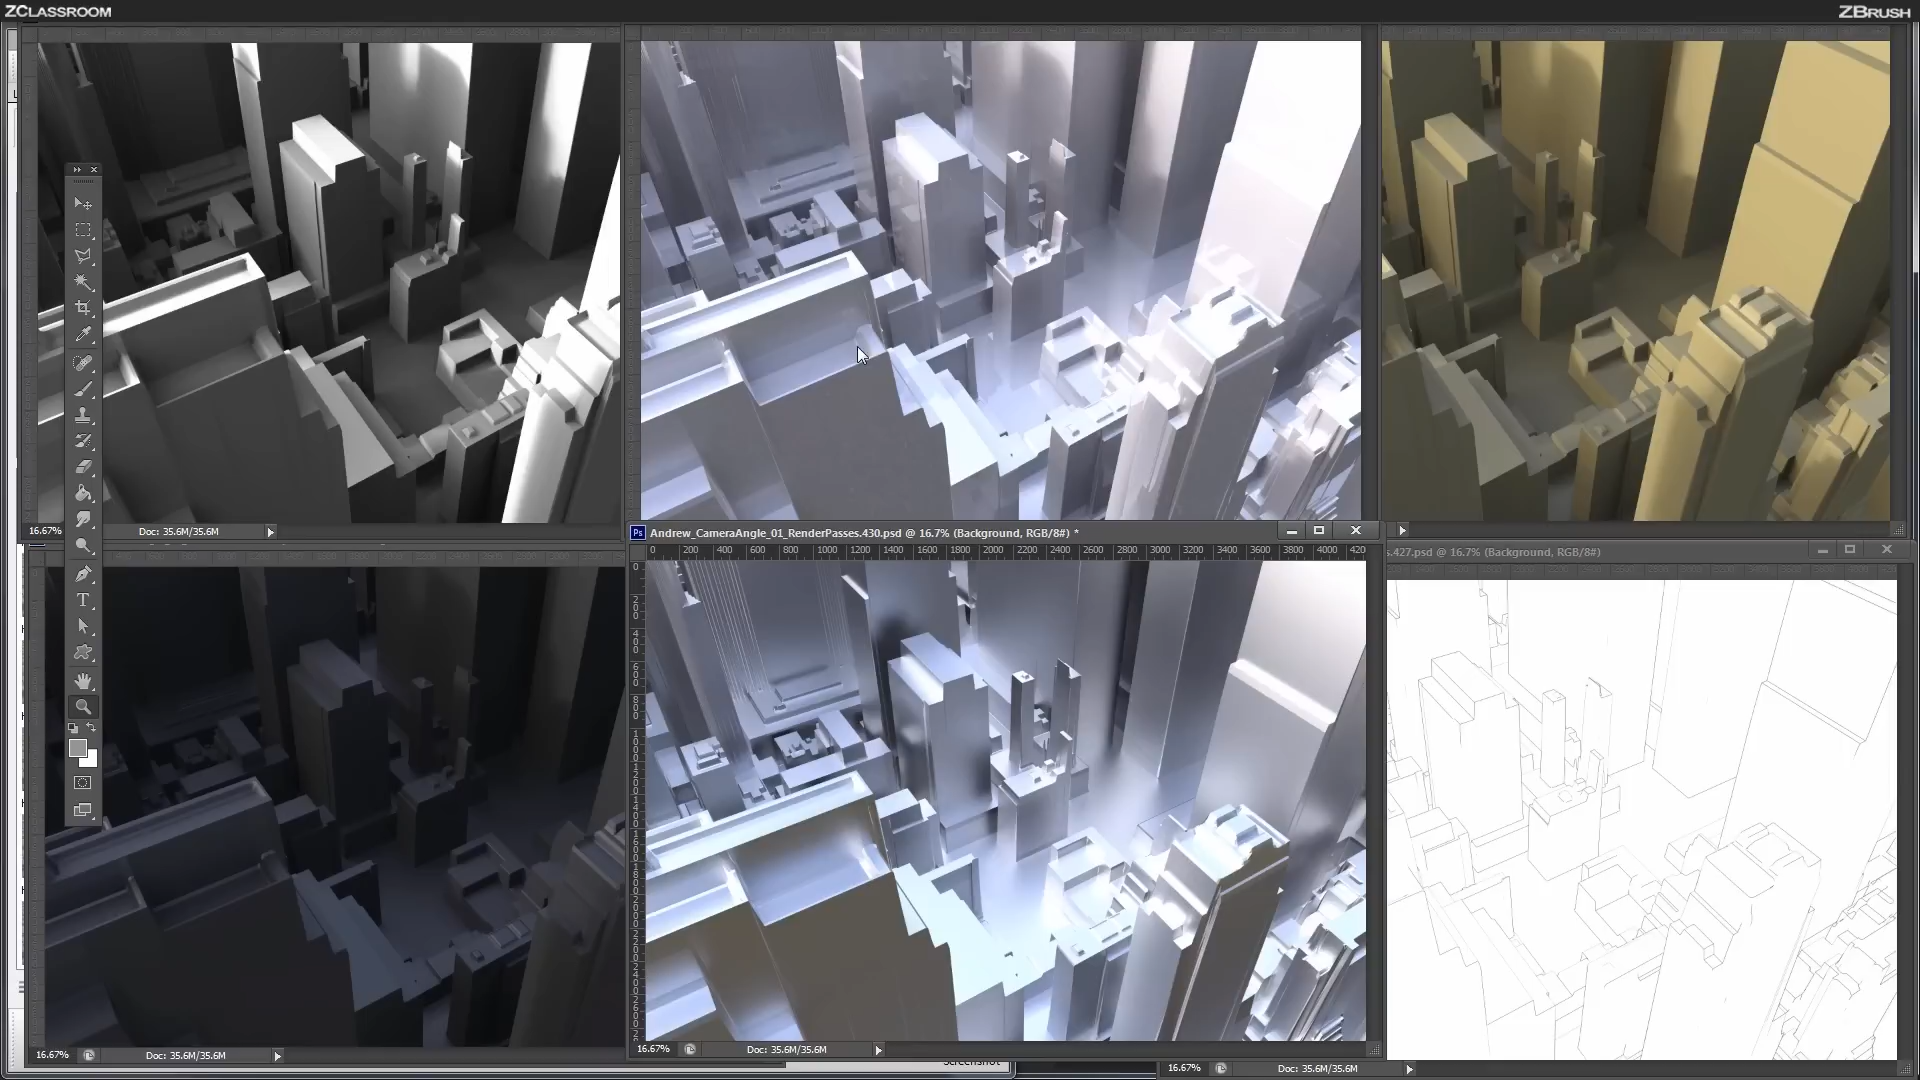 ZCLASSROOM
ZBRUSH
L
16.67%
Doc: 35.6M/35.6M
Ps Andrew_CameraAngle_01_RenderPasses.430.psd @ 16.7% (Background, RGB/8#) *
0 200 400 600 800 1000 1200 1400 1600 1800 2000 2200 2400 2600 2800 3000 3200 3400 3600 3800 4000 420
s.427.psd @ 16.7% (Background, RGB/8#)
T
16.67%
Doc: 35.6M/35.6M
16.67%
Doc: 35.6M/35.6M
16.67%
Doc: 35.6M/35.6M
Screenshot